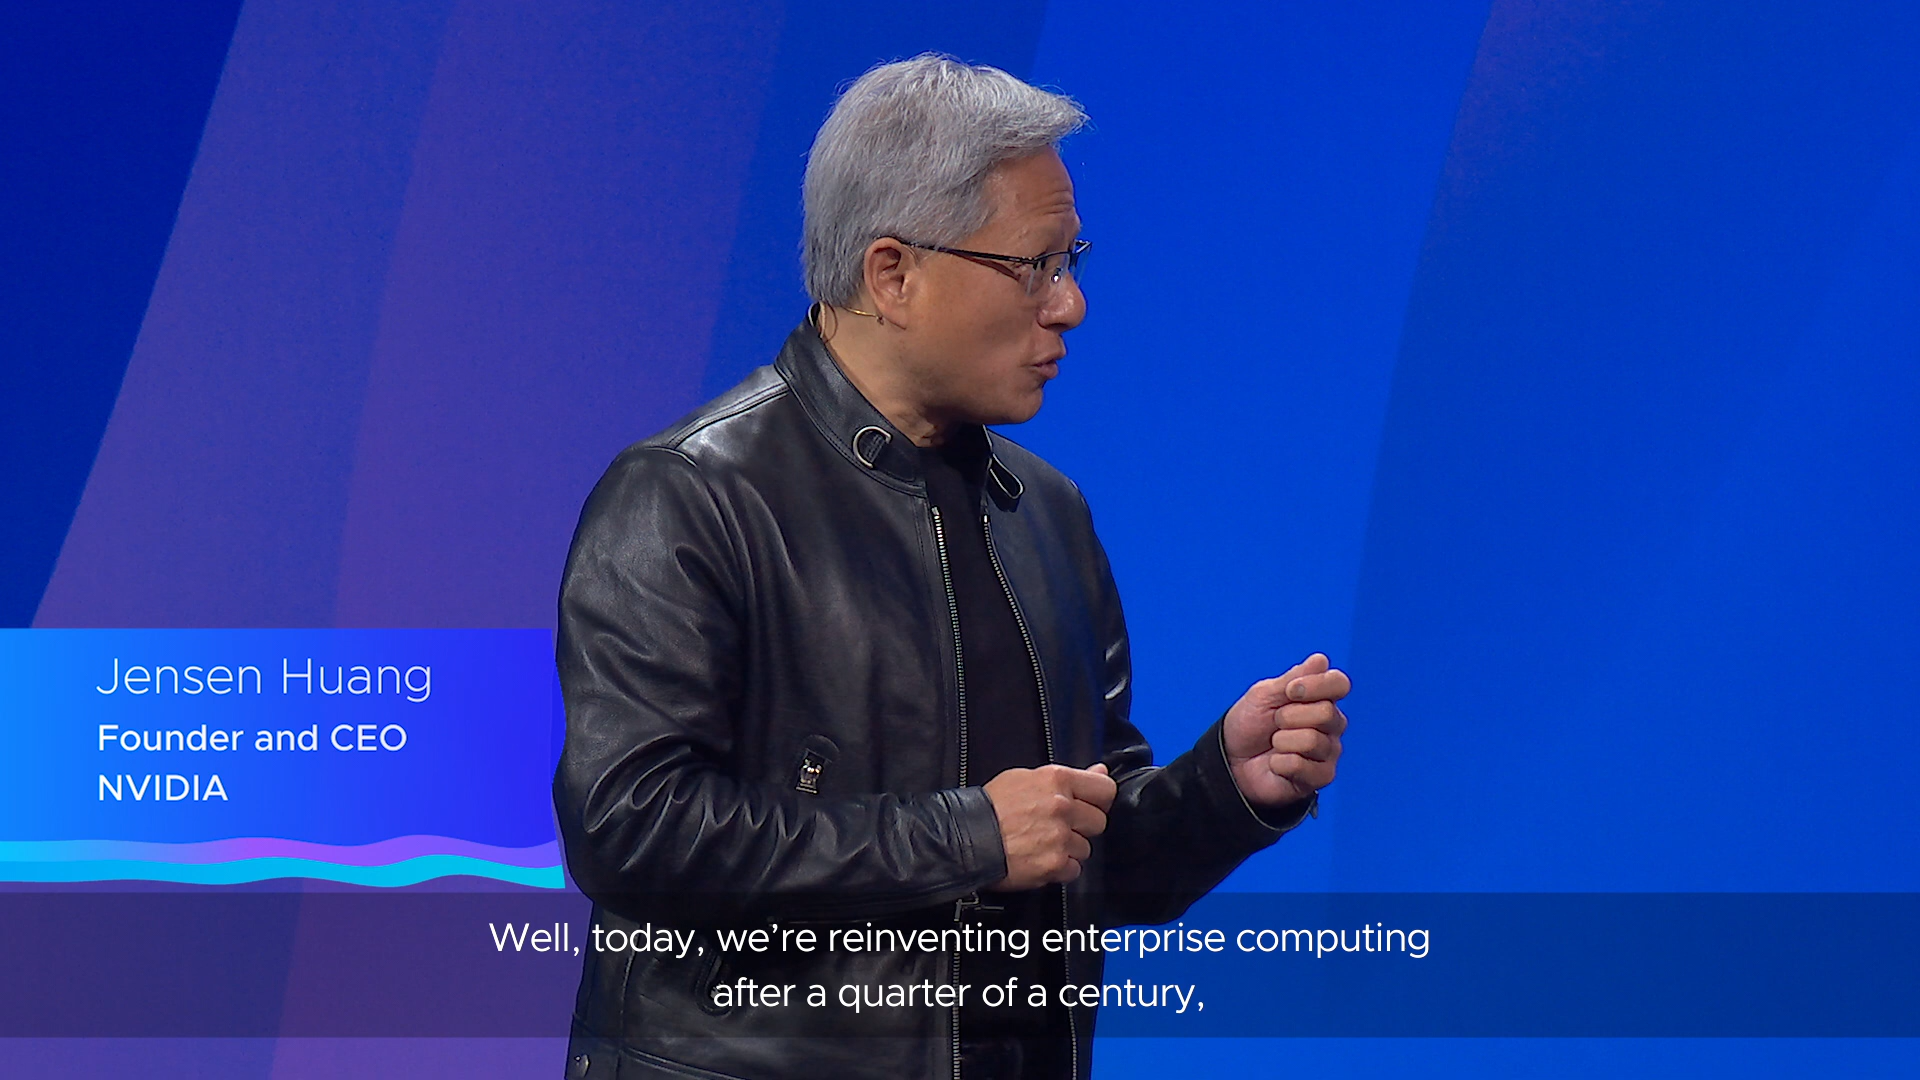 Jensen Huang
Founder and CEO
NVIDIA
Well, today, we’re reinventing enterprise computing
after a quarter of a century,